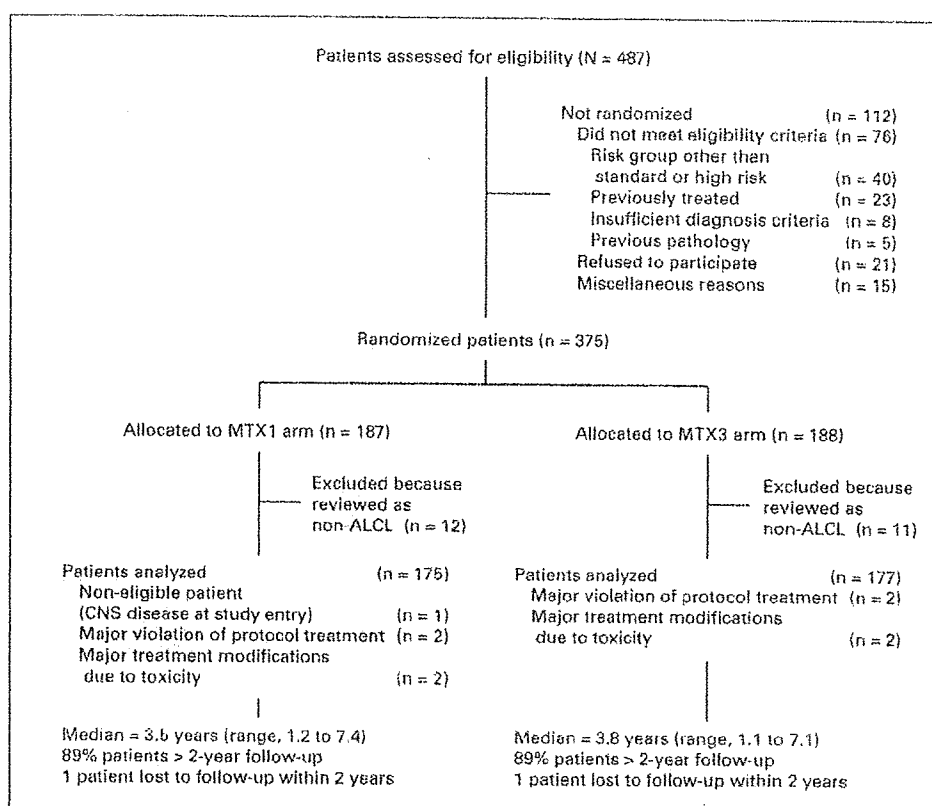 Patients assessed for eligibility (N = 487)
Not randomized (n = 112)
Did not meet eligibility criteria (n = 76)
Risk group other than
standard or high risk (n = 40)
Previously treated (n = 23)
Insufficient diagnosis criteria (n = 8)
Previous pathology (n = 5)
Refused to participate (n = 21)
Miscellaneous reasons (n = 15)
Randomized patients (n = 375)
Allocated to MTX1 arm (n = 187)
Excluded because
reviewed as
non-ALCL (n = 12)
Patients analyzed (n = 175)
Non-eligible patient
(CNS disease at study entry) (n = 1)
Major violation of protocol treatment (n = 2)
Major treatment modifications
due to toxicity (n = 2)
Median = 3.6 years (range, 1.2 to 7.4)
89% patients > 2-year follow-up
1 patient lost to follow-up within 2 years
Allocated to MTX3 arm (n = 188)
Excluded because
reviewed as
non-ALCL (n = 11)
Patients analyzed (n = 177)
Major violation of protocol treatment (n = 2)
Major treatment modifications
due to toxicity (n = 2)
Median = 3.8 years (range, 1.1 to 7.1)
89% patients > 2-year follow-up
1 patient lost to follow-up within 2 years